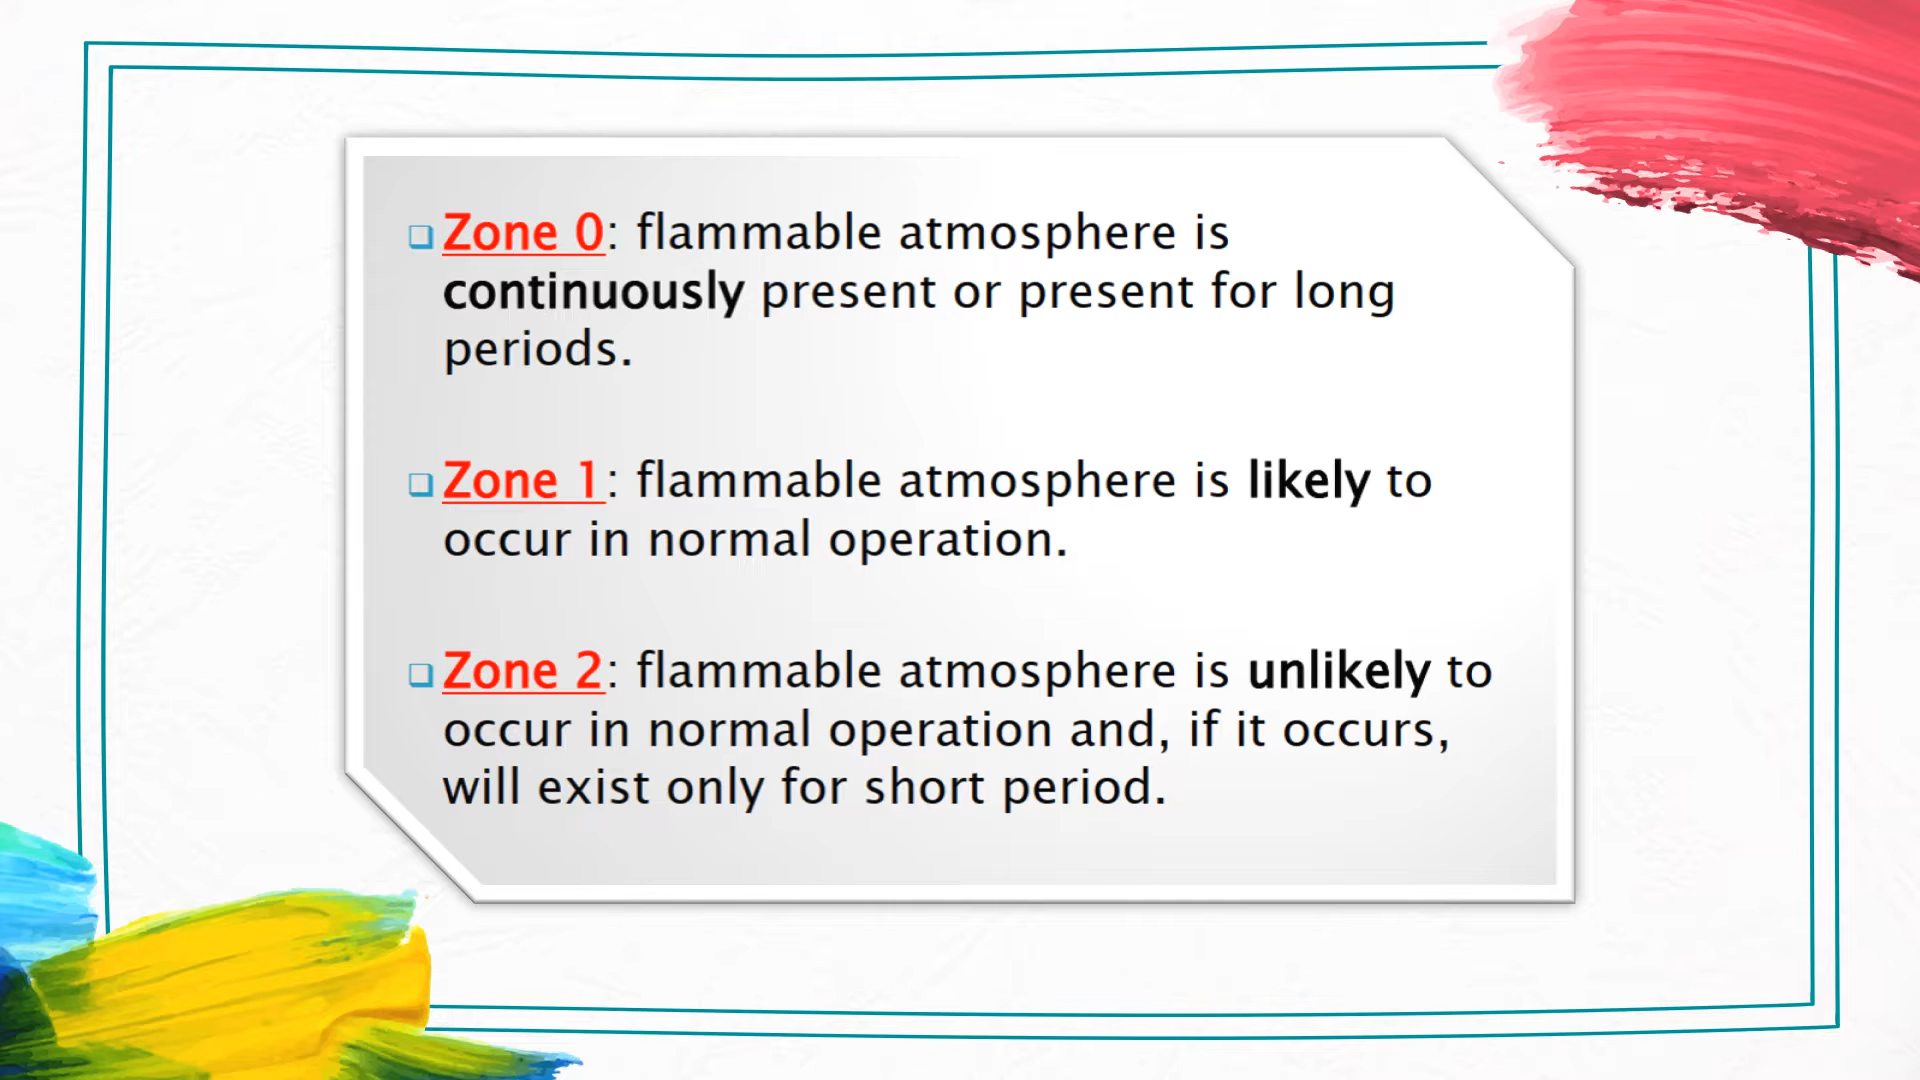 Zone 0: flammable atmosphere is
continuously present or present for long
periods.
Zone 1: flammable atmosphere is likely to
occur in normal operation.
Zone 2: flammable atmosphere is unlikely to
occur in normal operation and, if it occurs,
will exist only for short period.